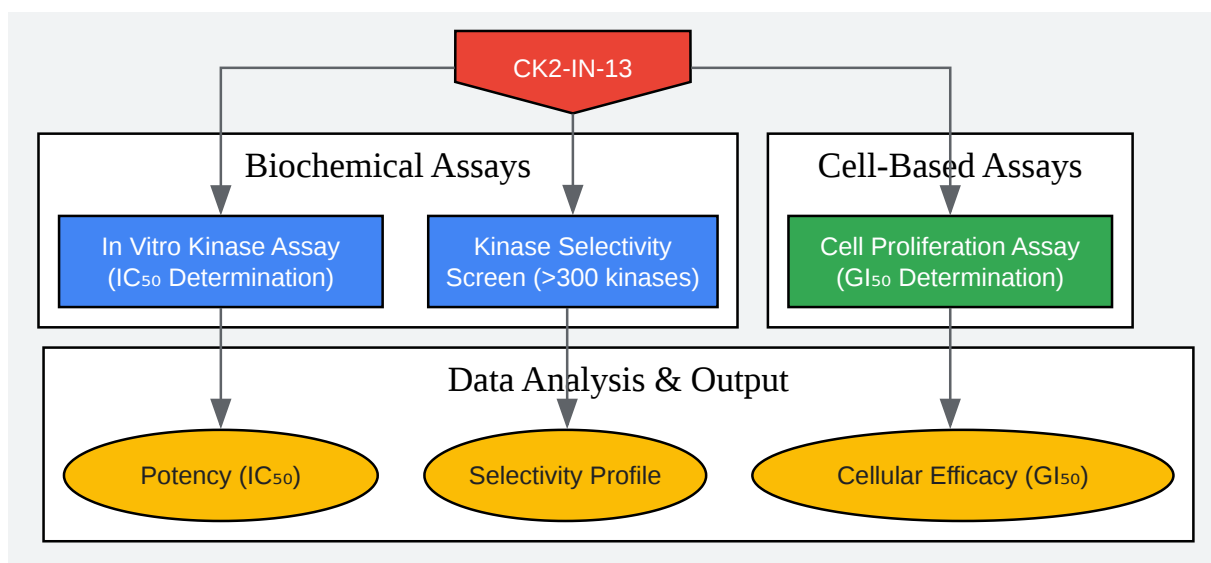 CK2-IN-13
Biochemical Assays
Cell-Based Assays
In Vitro Kinase Assay
(IC₅₀ Determination)
Kinase Selectivity
Screen (>300 kinases)
Cell Proliferation Assay
(GI₅₀ Determination)
Data Analysis & Output
Potency (IC₅₀)
Selectivity Profile
Cellular Efficacy (GI₅₀)